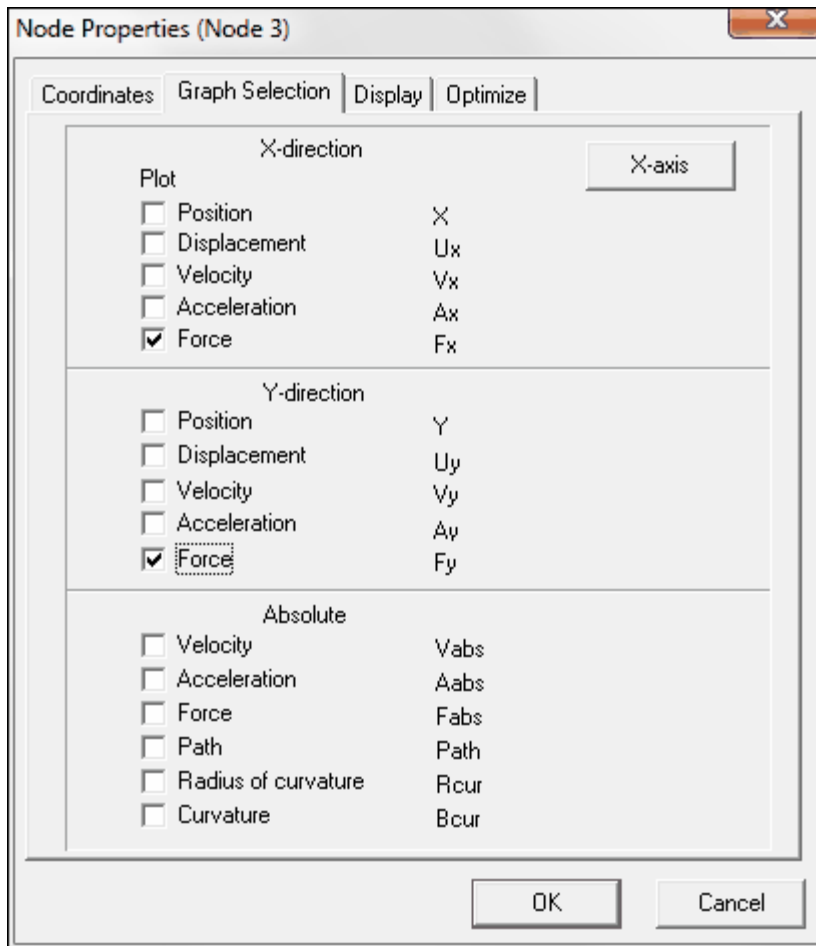 Node Properties (Node 3)
Coordinates Graph Selection Display Optimize
X-direction
X-axis
Plot
Position X
Displacement Ux
Velocity Vx
Acceleration Ax
Force Fx
Y-direction
Position Y
Displacement Uy
Velocity Vy
Acceleration Ay
Force Fy
Absolute
Velocity Vabs
Acceleration Aabs
Force Fabs
Path Path
Radius of curvature Rcur
Curvature Bcur
OK Cancel